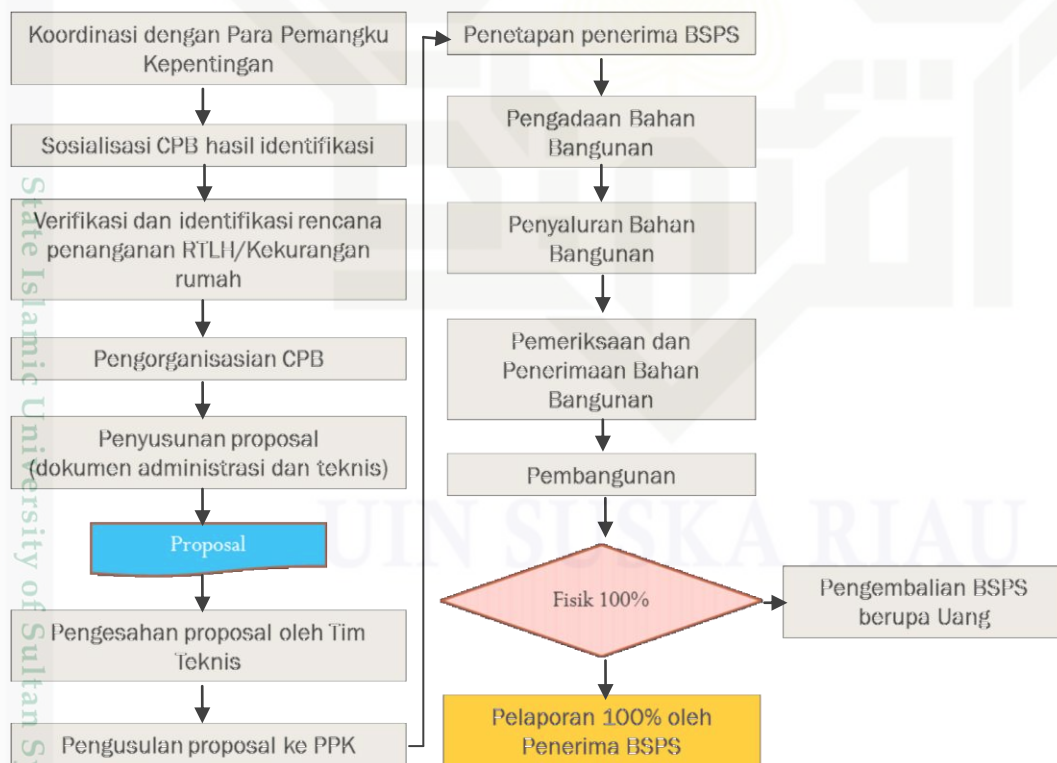 Koordinasi dengan Para Pemangku
Kepentingan
Sosialisasi CPB hasil identifikasi
Verifikasi dan identifikasi rencana
penanganan RTLH/Kekurangan
rumah
Pengorganisasian CPB
Penyusunan proposal
(dokumen administrasi dan teknis)
Proposal
Pengesahan proposal oleh Tim
Teknis
Pengusulan proposal ke PPK
Penetapan penerima BSPS
Pengadaan Bahan
Bangunan
Penyaluran Bahan
Bangunan
Pemeriksaan dan
Penerimaan Bahan
Bangunan
Pembangunan
Fisik 100%
Pengembalian BSPS
berupa Uang
Pelaporan 100% oleh
Penerima BSPS
UIN SUSKA RIAU
State Islamic University of Sultan